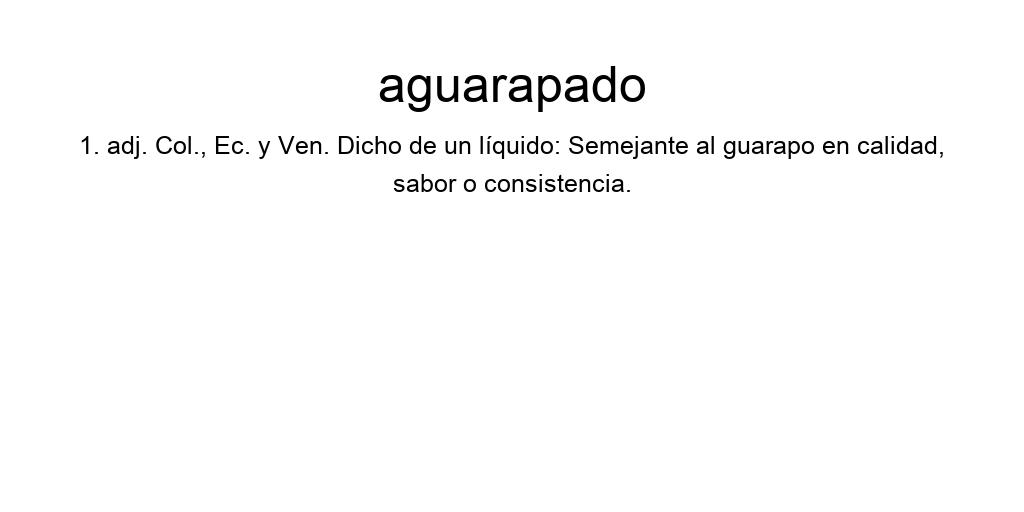 aguarapado
1. adj. Col., Ec. y Ven. Dicho de un líquido: Semejante al guarapo en calidad,
sabor o consistencia.